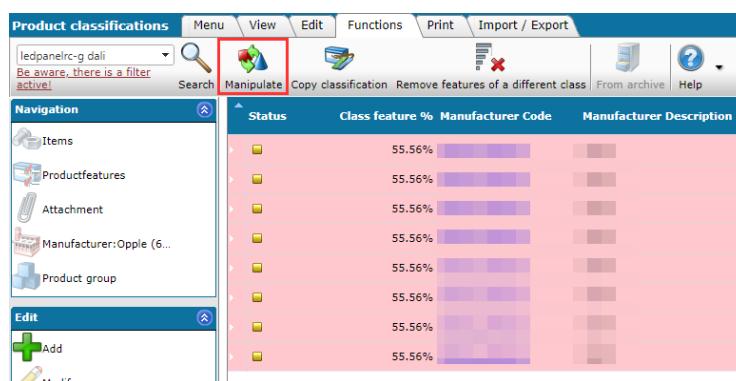 Product classifications Menu View Edit Functions Print Import / Export
ledpanelrc-g dali
Be aware, there is a filter
active!
Search Manipulate Copy classification Remove features of a different class From archive Help
Navigation
Items
Productfeatures
Attachment
Manufacturer:Opple (6...
Product group
Edit
Add
Modify
Status Class feature % Manufacturer Code Manufacturer Description
55.56%
55.56%
55.56%
55.56%
55.56%
55.56%
55.56%
55.56%